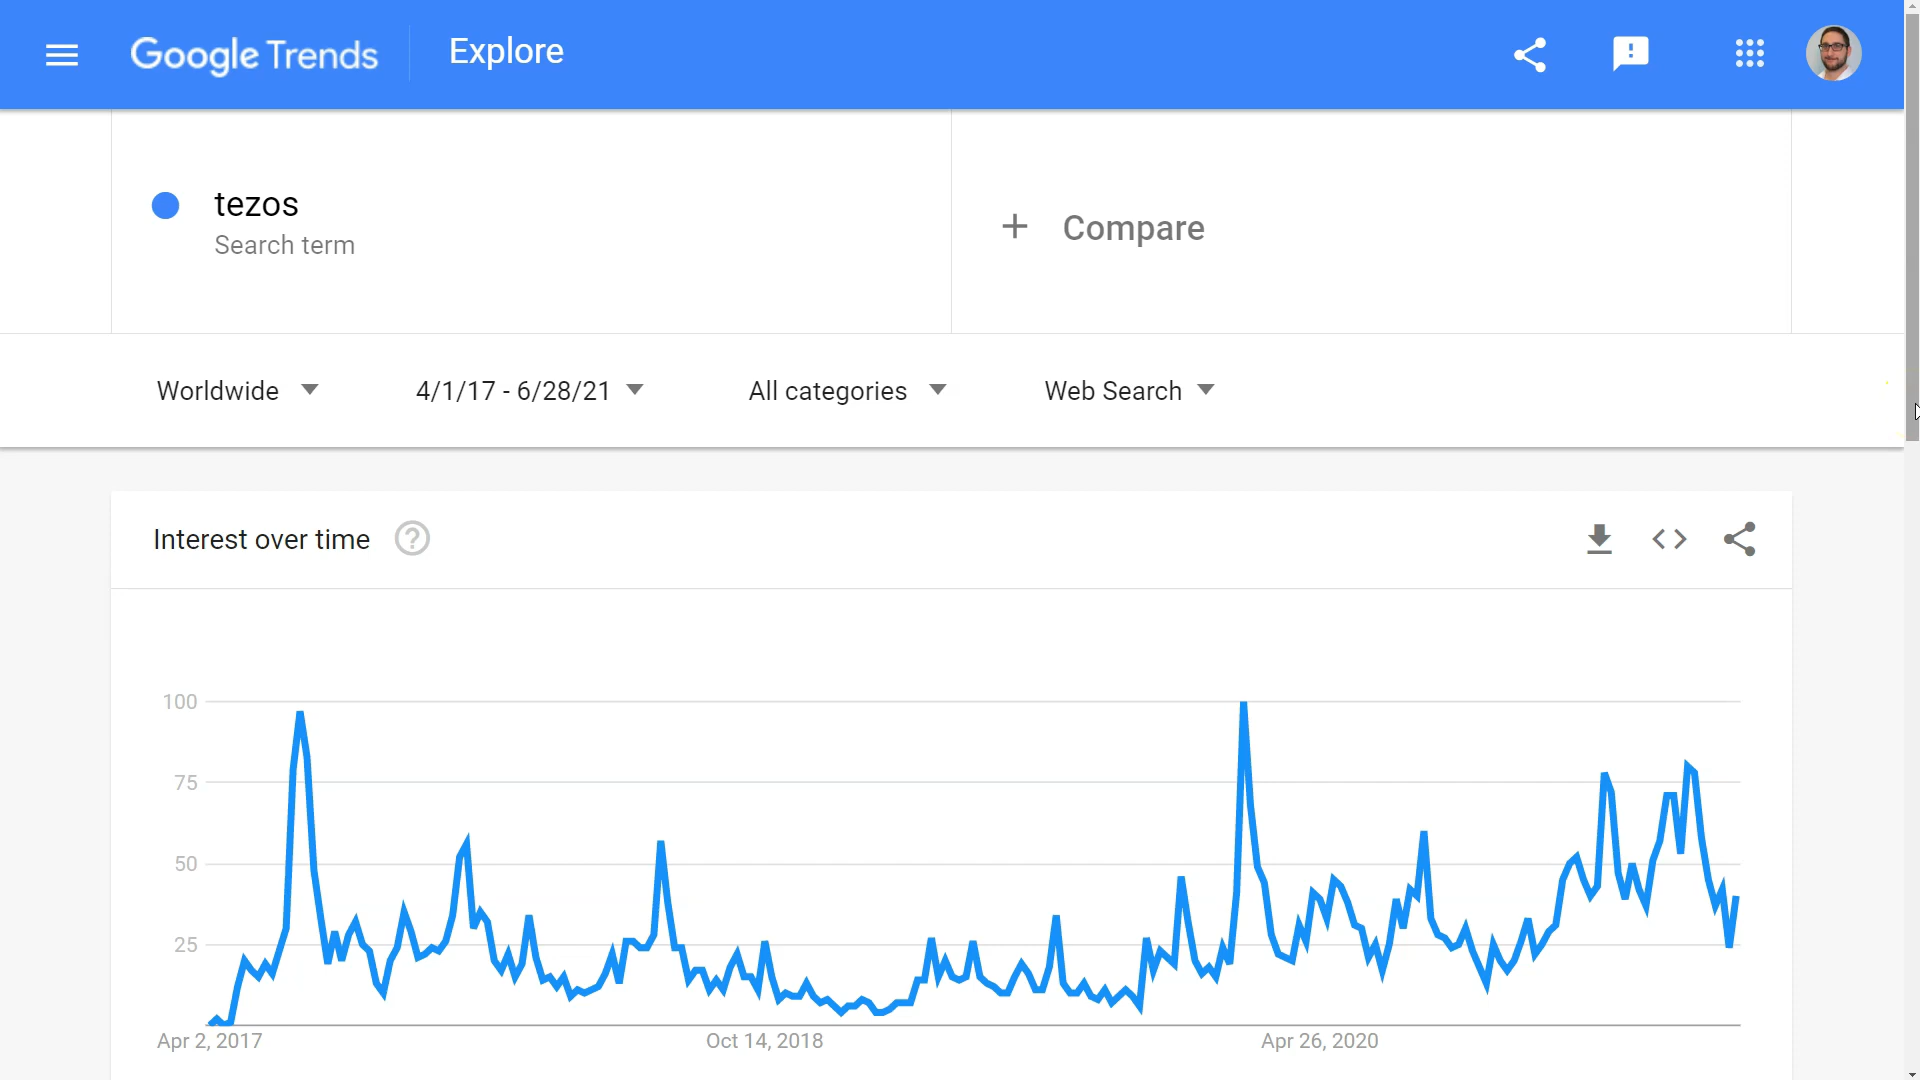 Google Trends
Explore
tezos
Search term
+ Compare
Worldwide
4/1/17 - 6/28/21
All categories
Web Search
Interest over time
?
100
75
50
25
Apr 2, 2017
Oct 14, 2018
Apr 26, 2020